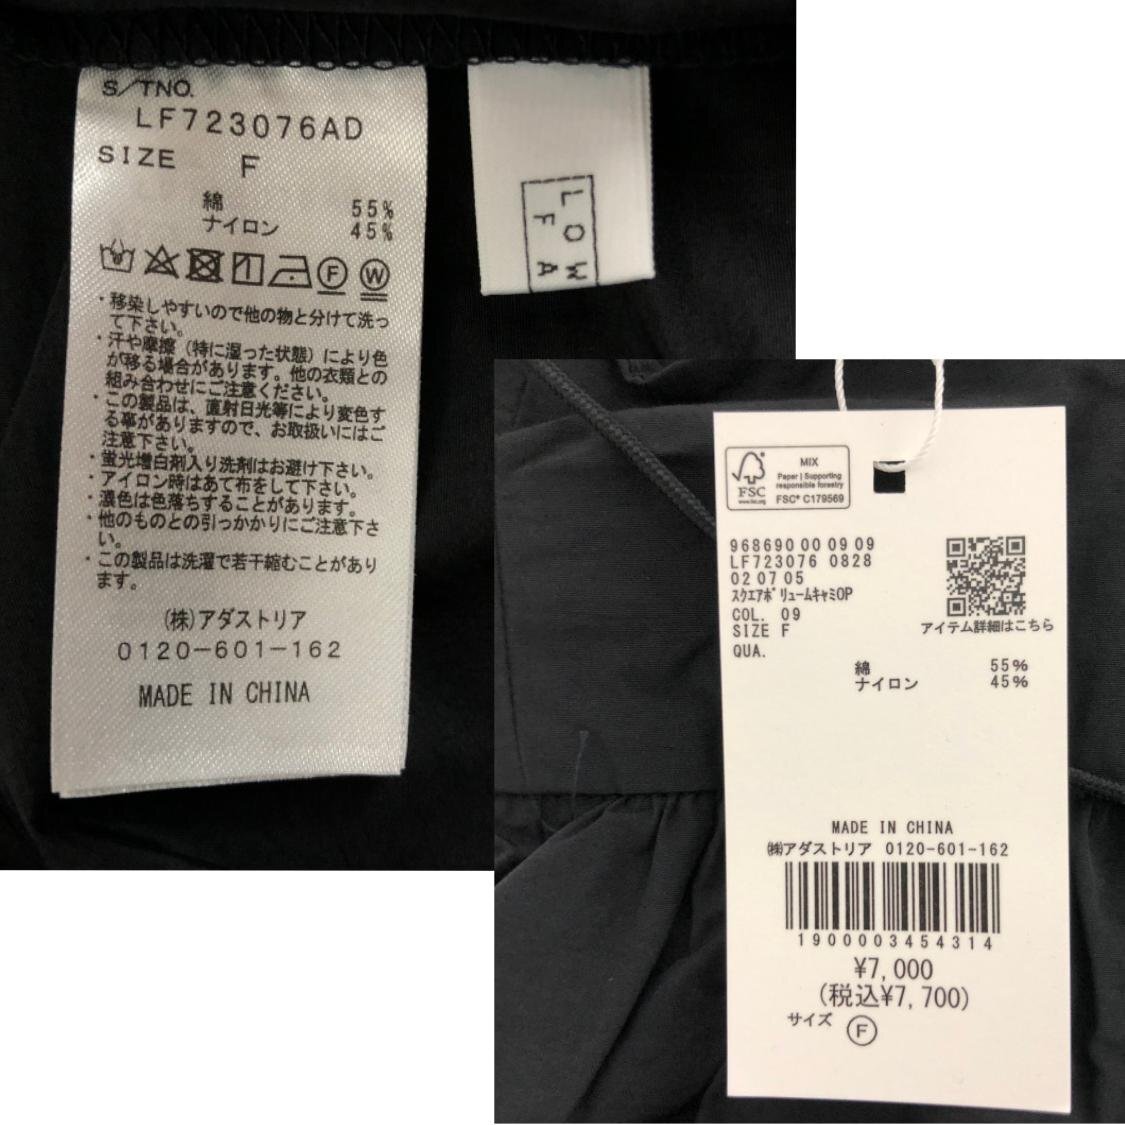 S/TNO.
LF723076AD
SIZE F
綿 55%
ナイロン 45%
F W
・移染しやすいので他の物と分けて洗っ
て下さい。
・汗や摩擦（特に湿った状態）により色
が移る場合があります。他の衣類との
組み合わせにご注意ください。
・この製品は、直射日光等により変色す
る事がありますので、お取扱いにはご
注意下さい。
・蛍光増白剤入り洗剤はお避け下さい。
・アイロン時はあて布をして下さい。
・濃色は色落ちすることがあります。
・他のものとの引っかかりにご注意下さ
い。
・この製品は洗濯で若干縮むことがあり
ます。
(株)アダストリア
0120-601-162
MADE IN CHINA
LOW
F A
MIX
Paper | Supporting
responsible forestry
FSC
www.fsc.org
FSC® C179569
968690 00 09 09
LF723076 0828
02 07 05
ｽｸｴｱﾎﾞﾘｭｰﾑｷｬﾐOP
COL. 09
SIZE F
QUA.
アイテム詳細はこちら
綿 55%
ナイロン 45%
MADE IN CHINA
㈱アダストリア 0120-601-162
1900003454314
¥7,000
(税込¥7,700)
サイズ F